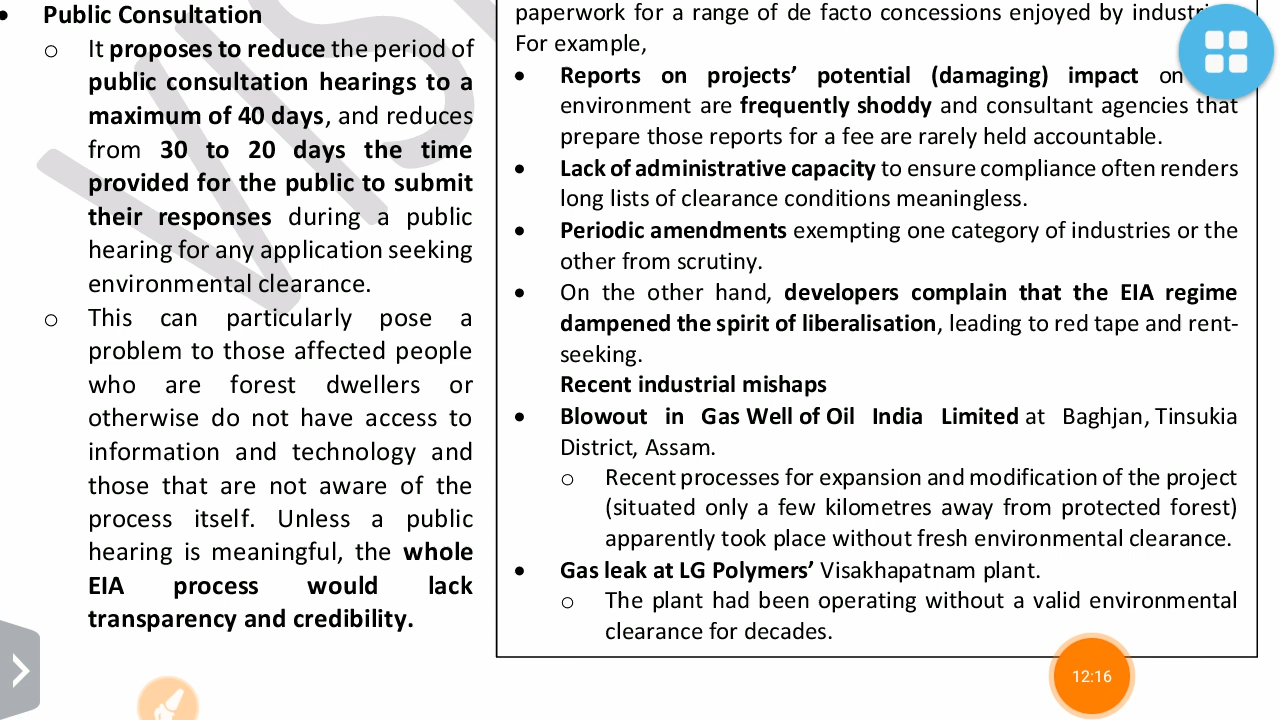 • Public Consultation
o It proposes to reduce the period of
public consultation hearings to a
maximum of 40 days, and reduces
from 30 to 20 days the time
provided for the public to submit
their responses during a public
hearing for any application seeking
environmental clearance.
o This can particularly pose a
problem to those affected people
who are forest dwellers or
otherwise do not have access to
information and technology and
those that are not aware of the
process itself. Unless a public
hearing is meaningful, the whole
EIA process would lack
transparency and credibility.
paperwork for a range of de facto concessions enjoyed by
For example,
• Reports on projects’ potential (damaging) impact on
environment are frequently shoddy and consultant agencies that
prepare those reports for a fee are rarely held accountable.
• Lack of administrative capacity to ensure compliance often renders
long lists of clearance conditions meaningless.
• Periodic amendments exempting one category of industries or the
other from scrutiny.
• On the other hand, developers complain that the EIA regime
dampened the spirit of liberalisation, leading to red tape and rent-
seeking.
Recent industrial mishaps
• Blowout in Gas Well of Oil India Limited at Baghjan, Tinsukia
District, Assam.
o Recent processes for expansion and modification of the project
(situated only a few kilometres away from protected forest)
apparently took place without fresh environmental clearance.
• Gas leak at LG Polymers’ Visakhapatnam plant.
o The plant had been operating without a valid environmental
clearance for decades.
12:16